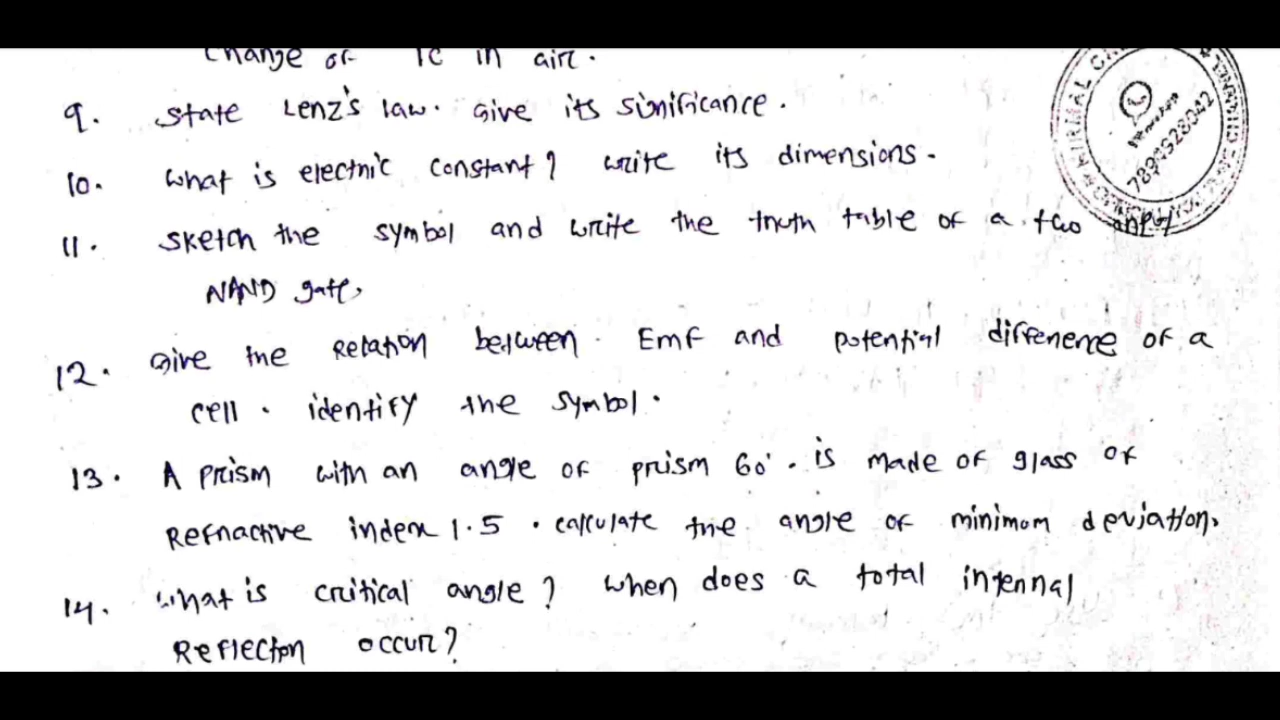 Change of 1C in air.
9. State Lenz's law. Give its significance.
10. What is electric constant? Write its dimensions.
11. Sketch the symbol and write the truth table of a two input
NAND gate.
12. Give the Relation between Emf and potential difference of a
cell. identify the symbol.
13. A prism with an angle of prism 60°. is made of glass of
Refractive index 1.5. calculate the angle of minimum deviation.
14. What is critical angle? When does a total internal
Reflection occur?
7899928042